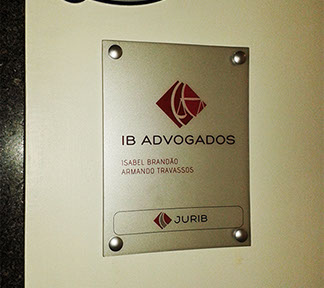 IB ADVOGADOS
ISABEL BRANDÃO
ARMANDO TRAVASSOS
JURIB